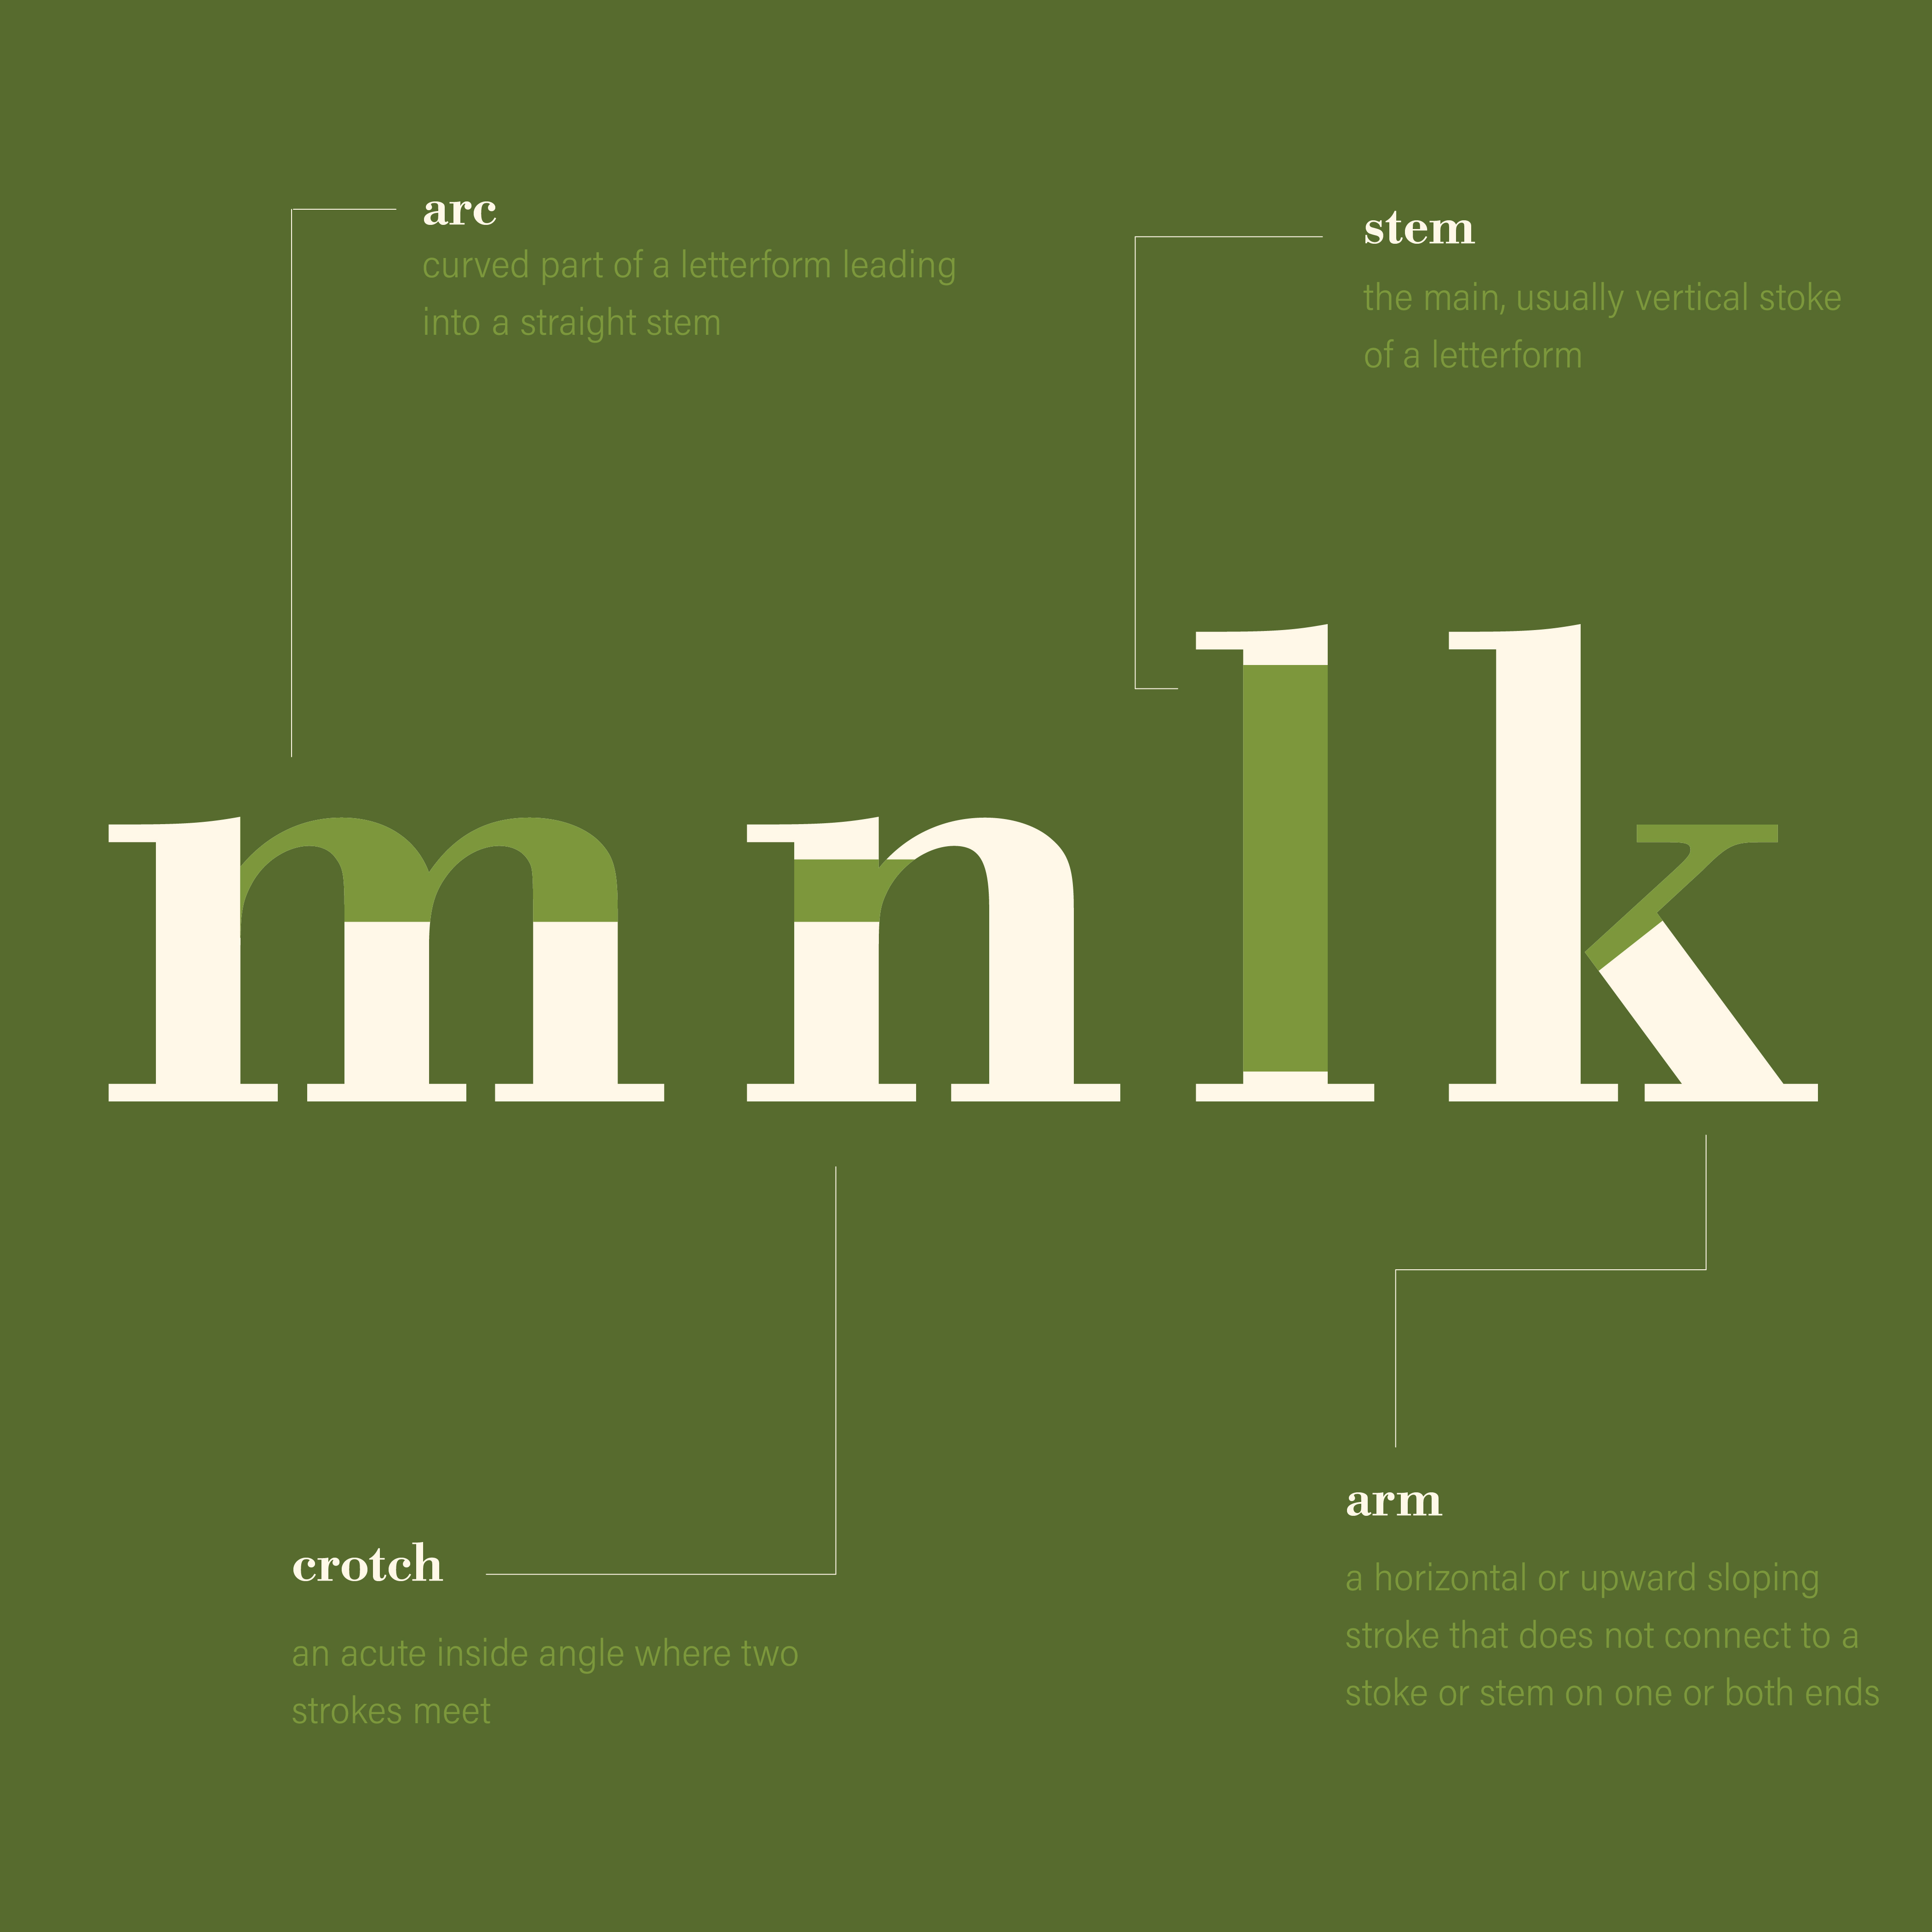 arc
curved part of a letterform leading
into a straight stem
stem
the main, usually vertical stoke
of a letterform
mnlk
crotch
an acute inside angle where two
strokes meet
arm
a horizontal or upward sloping
stroke that does not connect to a
stoke or stem on one or both ends